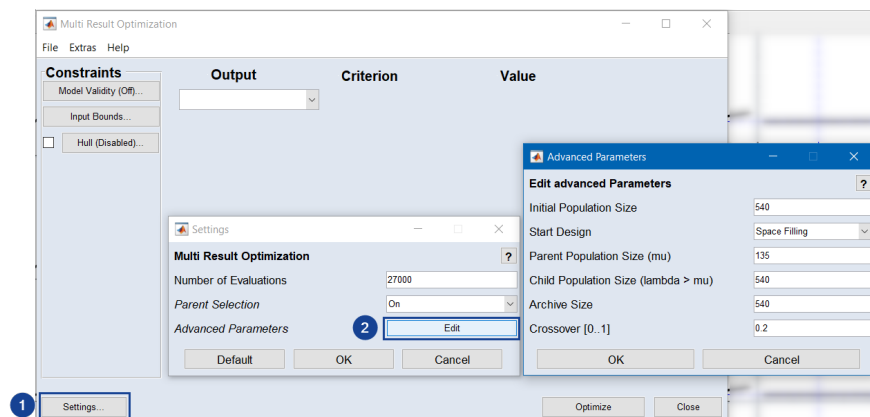 Multi Result Optimization
File Extras Help
Constraints
Output Criterion Value
Model Validity (Off)...
Input Bounds...
Hull (Disabled)...
Advanced Parameters
Edit advanced Parameters ?
Initial Population Size 540
Start Design Space Filling
Parent Population Size (mu) 135
Child Population Size (lambda > mu) 540
Archive Size 540
Crossover [0..1] 0.2
OK Cancel
Settings
Multi Result Optimization ?
Number of Evaluations 27000
Parent Selection On
Advanced Parameters 2 Edit
Default OK Cancel
1 Settings... Optimize Close